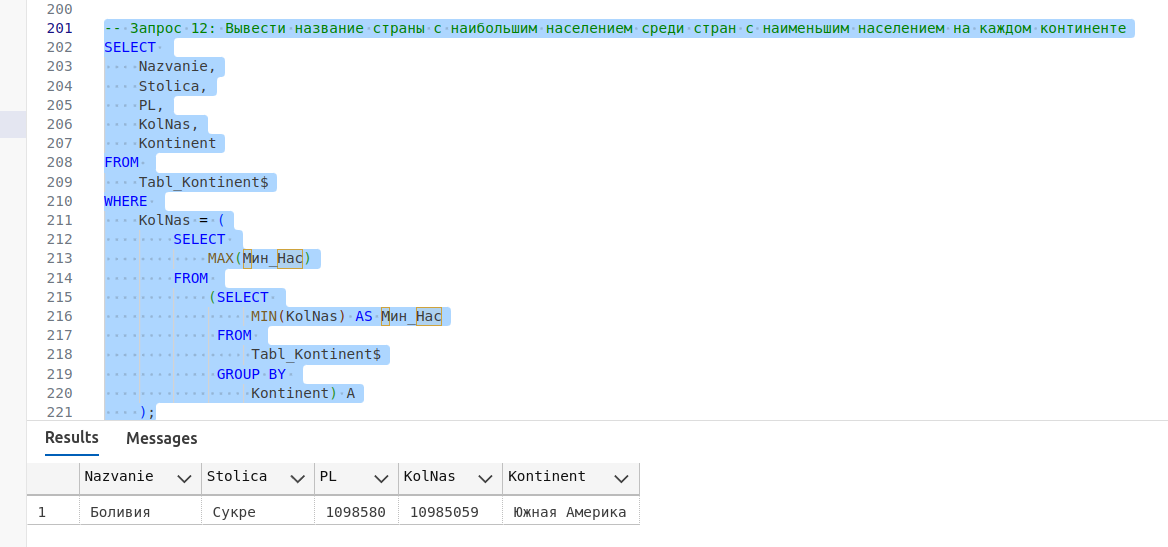 200
201 -- Запрос 12: Вывести название страны с наибольшим населением среди стран с наименьшим населением на каждом континенте
202 SELECT
203 Nazvanie,
204 Stolica,
205 PL,
206 KolNas,
207 Kontinent
208 FROM
209 Tabl_Kontinent$
210 WHERE
211 KolNas = (
212 SELECT
213 MAX(Мин_Нас)
214 FROM
215 (SELECT
216 MIN(KolNas) AS Мин_Нас
217 FROM
218 Tabl_Kontinent$
219 GROUP BY
220 Kontinent) A
221 );
Results Messages
Nazvanie Stolica PL KolNas Kontinent
1 Боливия Сукре 1098580 10985059 Южная Америка